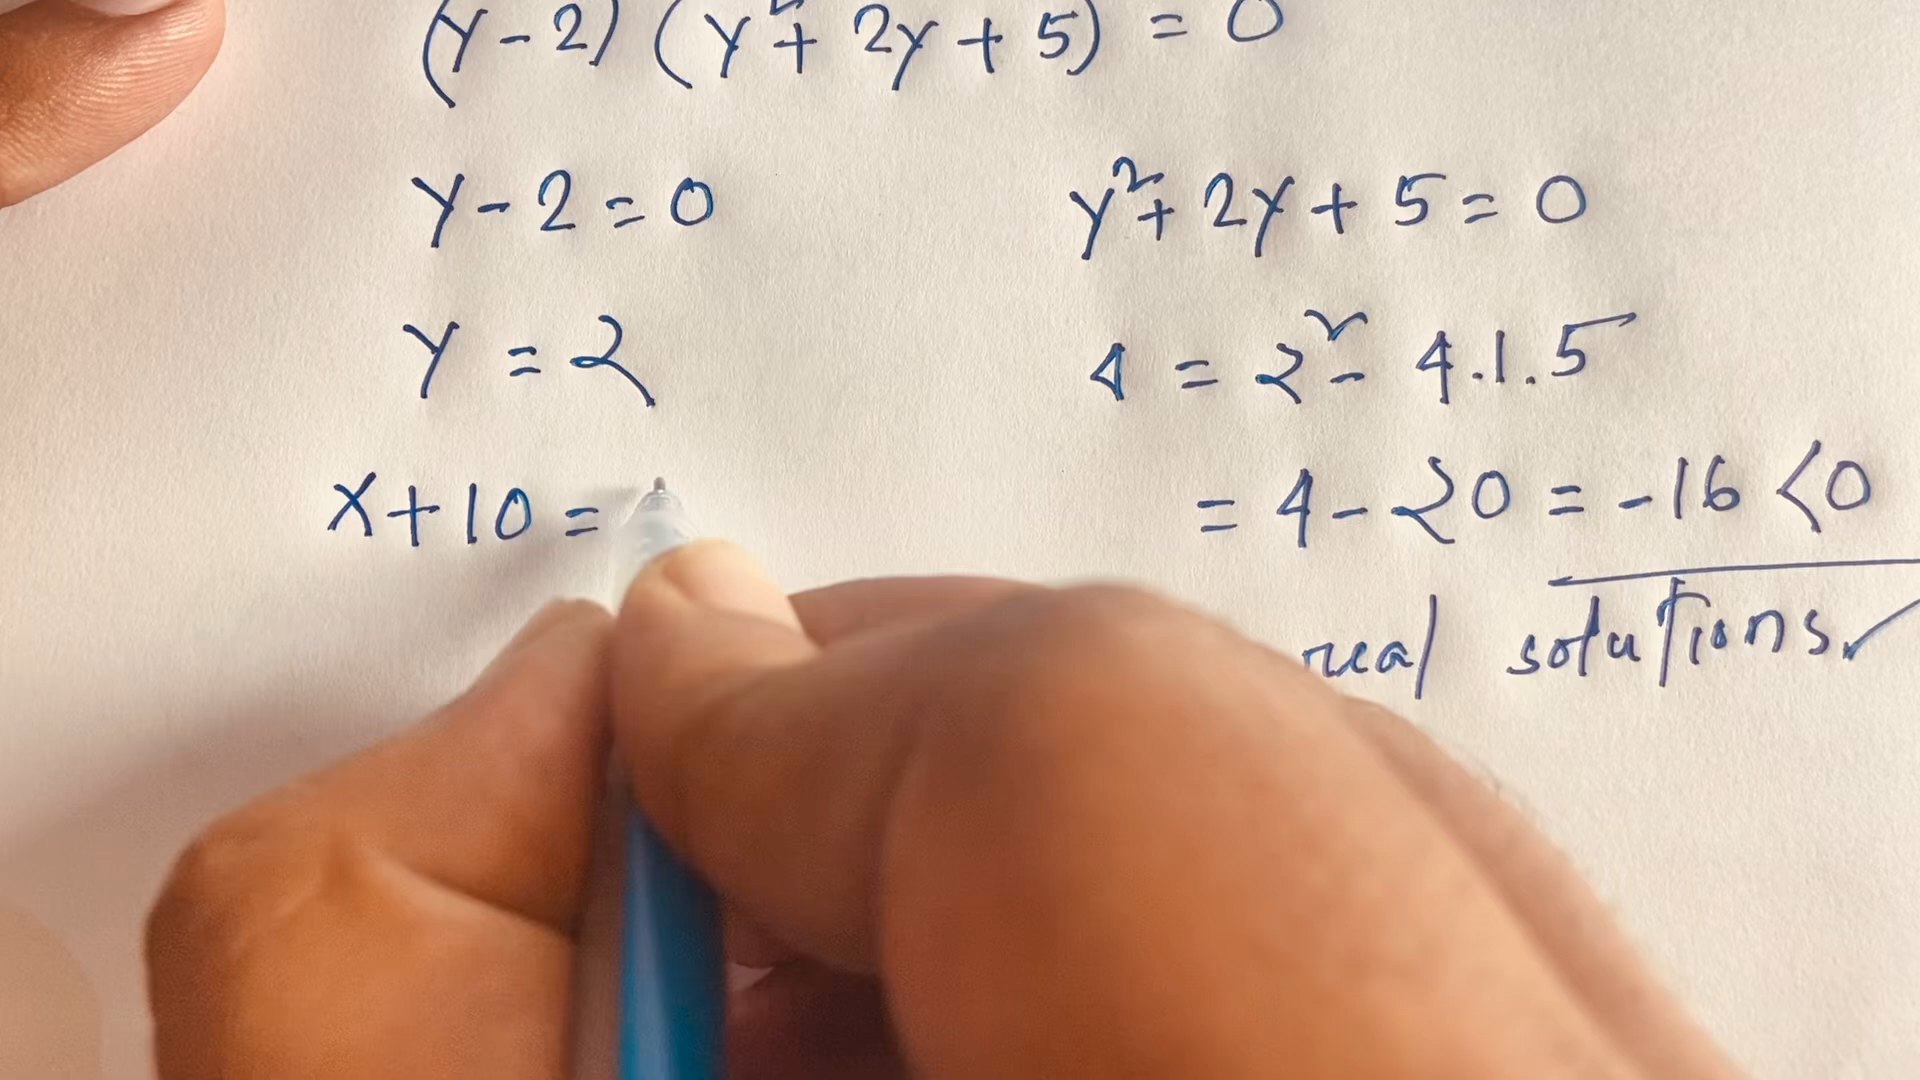 (y-2) (y²+ 2y + 5) = 0
y-2=0
y = 2
x+10 =
y²+ 2y + 5 = 0
Δ = 2² - 4.1.5
= 4 - 20 = -16 <0
real solutions.